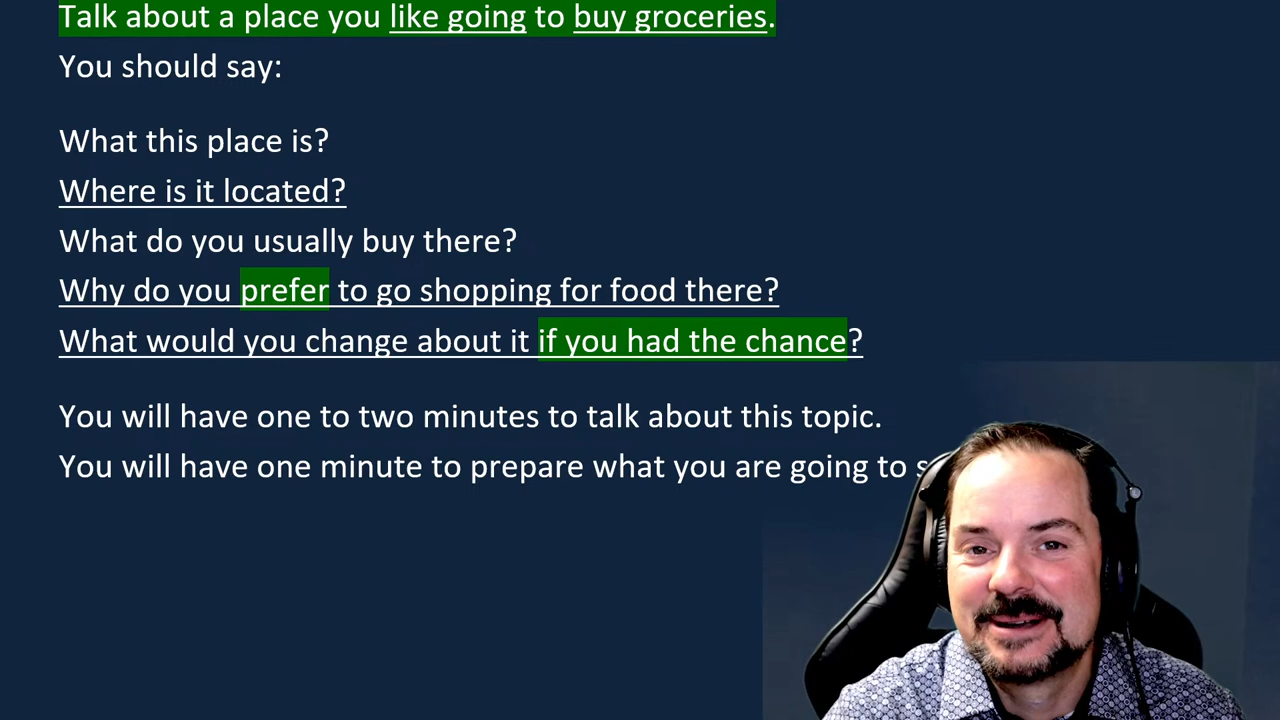 Talk about a place you like going to buy groceries.
You should say:
What this place is?
Where is it located?
What do you usually buy there?
Why do you prefer to go shopping for food there?
What would you change about it if you had the chance?
You will have one to two minutes to talk about this topic.
You will have one minute to prepare what you are going to